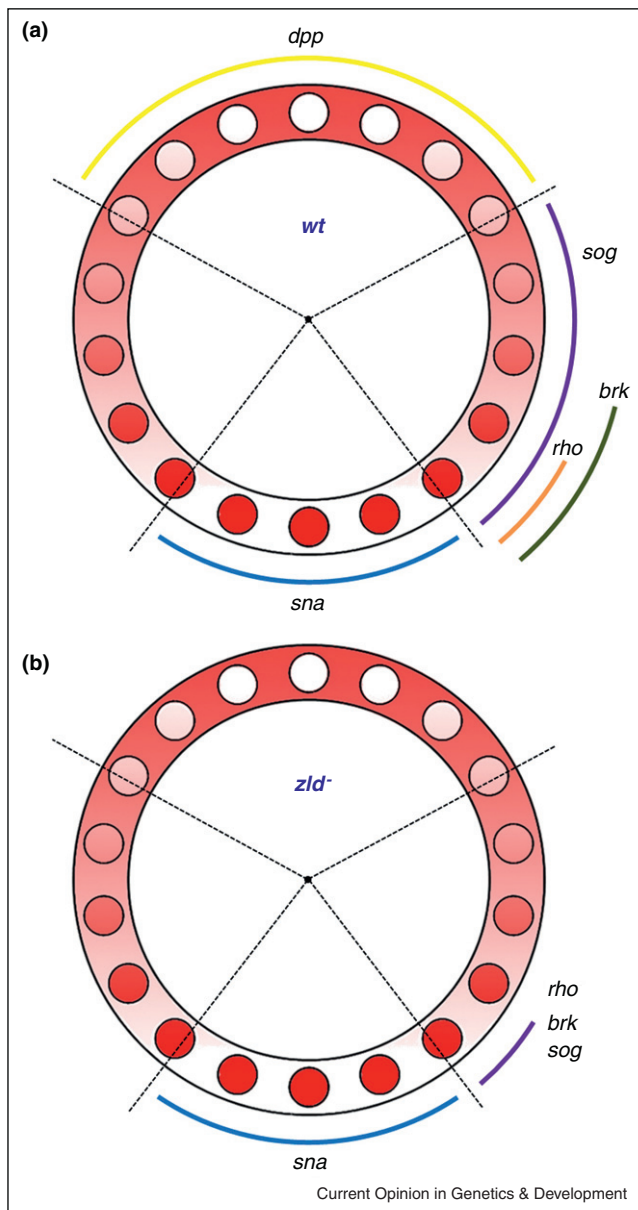 (a)
dpp
wt
sog
brk
rho
sna
(b)
zld-
rho
brk
sog
sna
Current Opinion in Genetics & Development